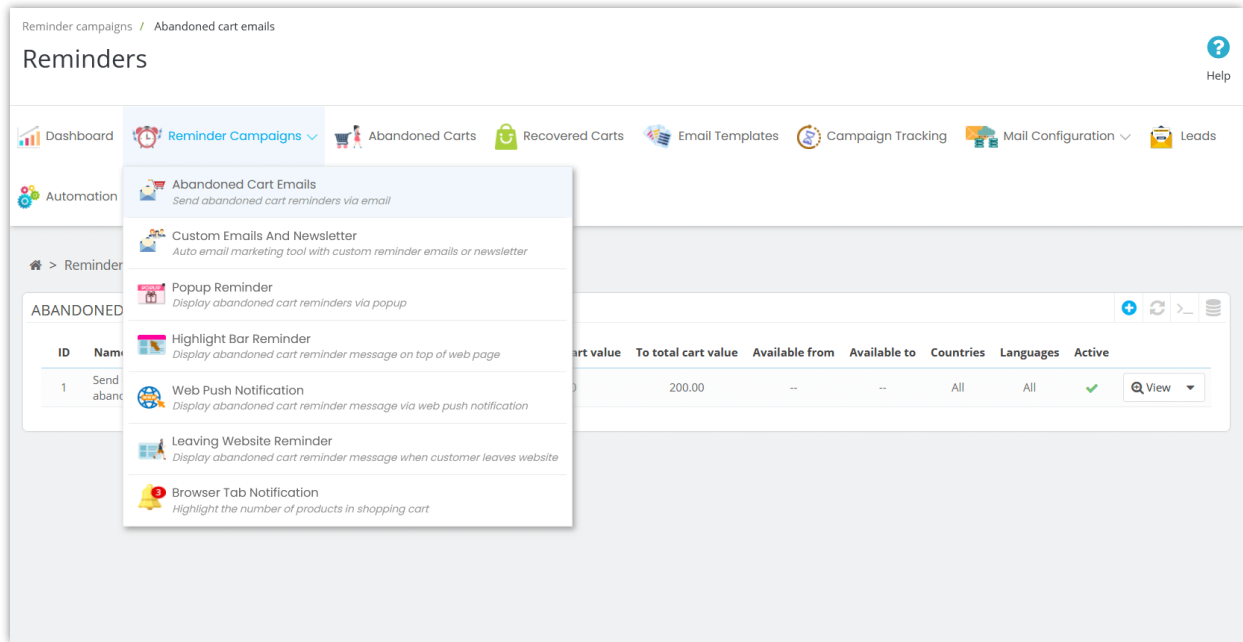 Reminder campaigns / Abandoned cart emails
Reminders
?
Help
Dashboard
Reminder Campaigns
Abandoned Carts
Recovered Carts
Email Templates
Campaign Tracking
Mail Configuration
Leads
Automation
Abandoned Cart Emails
Send abandoned cart reminders via email
Custom Emails And Newsletter
Auto email marketing tool with custom reminder emails or newsletter
POPUP
Popup Reminder
Display abandoned cart reminders via popup
Highlight Bar Reminder
Display abandoned cart reminder message on top of web page
Web Push Notification
Display abandoned cart reminder message via web push notification
Leaving Website Reminder
Display abandoned cart reminder message when customer leaves website
3
Browser Tab Notification
Highlight the number of products in shopping cart
> Reminder
ABANDONED
ID Name art value To total cart value Available from Available to Countries Languages Active
1 Send 0 200.00 -- -- All All View
aband